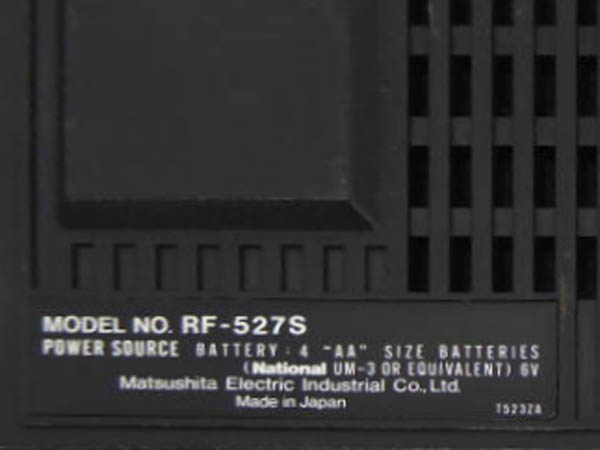 MODEL NO. RF-527S
POWER SOURCE BATTERY: 4 "AA" SIZE BATTERIES
(National UM-3 OR EQUIVALENT) 6V
Matsushita Electric Industrial Co., Ltd.
Made in Japan
T523ZA